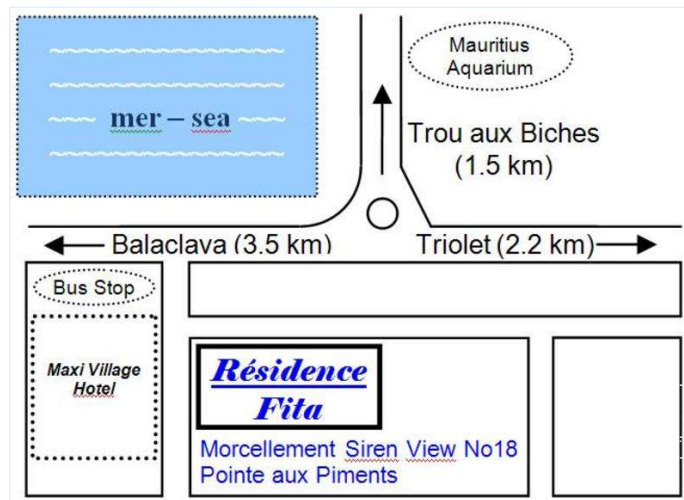 Mauritius
Aquarium
mer – sea
Trou aux Biches
(1.5 km)
Balaclava (3.5 km)
Triolet (2.2 km)
Bus Stop
Maxi Village
Hotel
Résidence
Fita
Morcellement Siren View No18
Pointe aux Piments